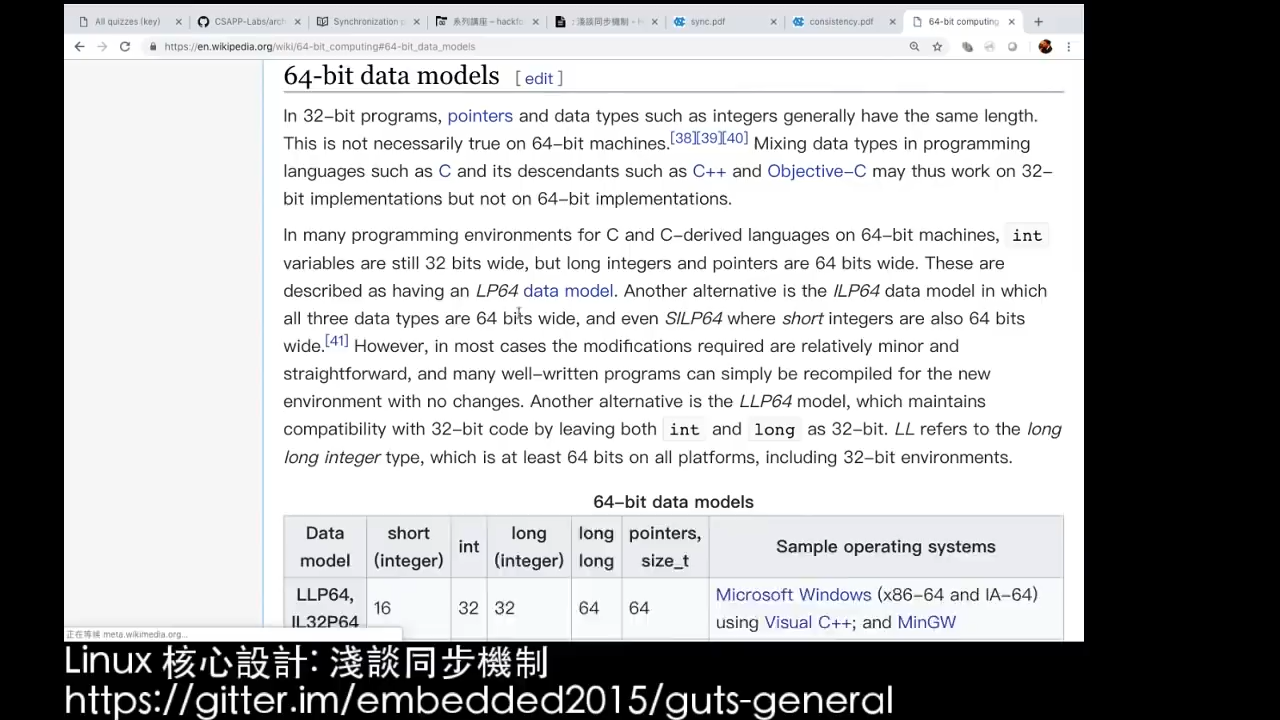 All quizzes (key)
CSAPP-Labs/arc
Synchronization
系列講座 – hackf
: 淺談同步機制 - H
sync.pdf
consistency.pdf
64-bit computing
https://en.wikipedia.org/wiki/64-bit_computing#64-bit_data_models
64-bit data models [ edit ]
In 32-bit programs, pointers and data types such as integers generally have the same length.
This is not necessarily true on 64-bit machines.[38][39][40] Mixing data types in programming
languages such as C and its descendants such as C++ and Objective-C may thus work on 32-
bit implementations but not on 64-bit implementations.
In many programming environments for C and C-derived languages on 64-bit machines, int
variables are still 32 bits wide, but long integers and pointers are 64 bits wide. These are
described as having an LP64 data model. Another alternative is the ILP64 data model in which
all three data types are 64 bits wide, and even SILP64 where short integers are also 64 bits
wide.[41] However, in most cases the modifications required are relatively minor and
straightforward, and many well-written programs can simply be recompiled for the new
environment with no changes. Another alternative is the LLP64 model, which maintains
compatibility with 32-bit code by leaving both int and long as 32-bit. LL refers to the long
long integer type, which is at least 64 bits on all platforms, including 32-bit environments.
64-bit data models
Data model short (integer) int long (integer) long long pointers, size_t Sample operating systems
LLP64, IL32P64 16 32 32 64 64 Microsoft Windows (x86-64 and IA-64) using Visual C++; and MinGW
正在等候 meta.wikimedia.org...
Linux 核心設計: 淺談同步機制
https://gitter.im/embedded2015/guts-general